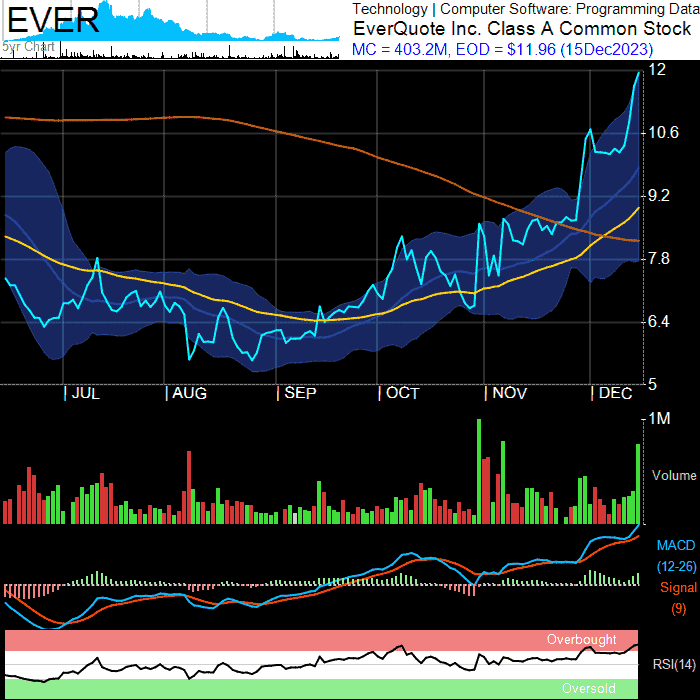 EVER
5yr Chart
Technology | Computer Software: Programming Data
EverQuote Inc. Class A Common Stock
MC = 403.2M, EOD = $11.96 (15Dec2023)
12
10.6
9.2
7.8
6.4
5
| JUL | AUG | SEP | OCT | NOV | DEC
1M
Volume
MACD
(12-26)
Signal
(9)
Overbought
RSI(14)
Oversold